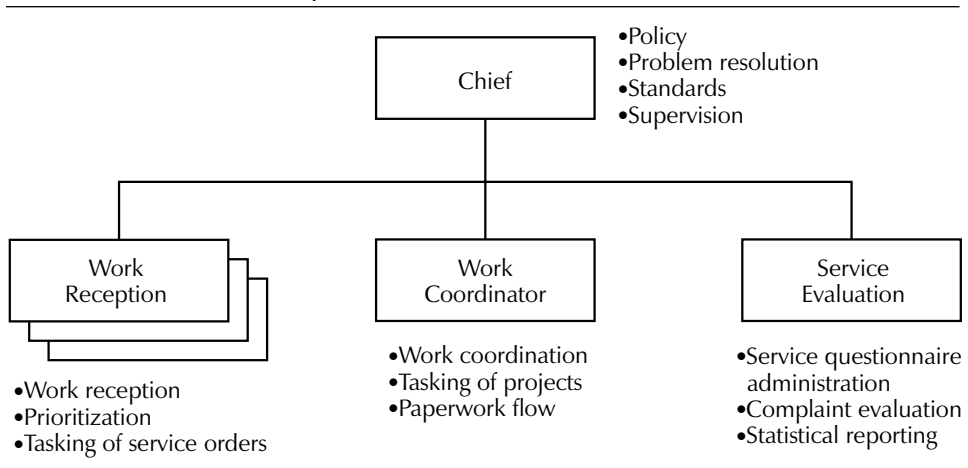 Chief
•Policy
•Problem resolution
•Standards
•Supervision
Work
Reception
•Work reception
•Prioritization
•Tasking of service orders
Work
Coordinator
•Work coordination
•Tasking of projects
•Paperwork flow
Service
Evaluation
•Service questionnaire
administration
•Complaint evaluation
•Statistical reporting